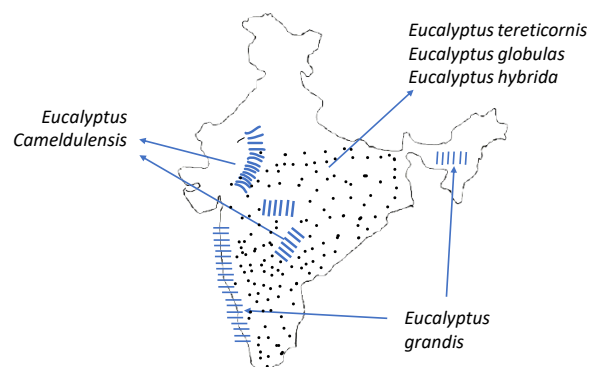 Eucalyptus tereticornis
Eucalyptus globulas
Eucalyptus hybrida
Eucalyptus
Cameldulensis
Eucalyptus
grandis